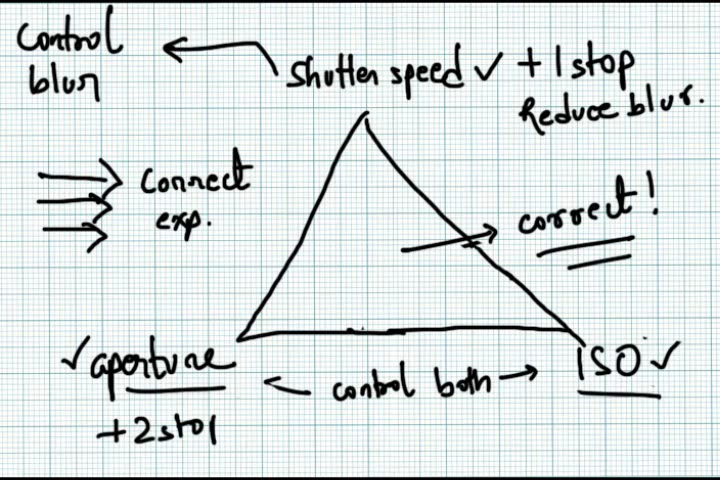 Control
blur
Shutter speed ✓ +1 stop
Reduce blur.
Correct
exp.
correct!
✓ aperture
+2 stop
control both
ISO ✓